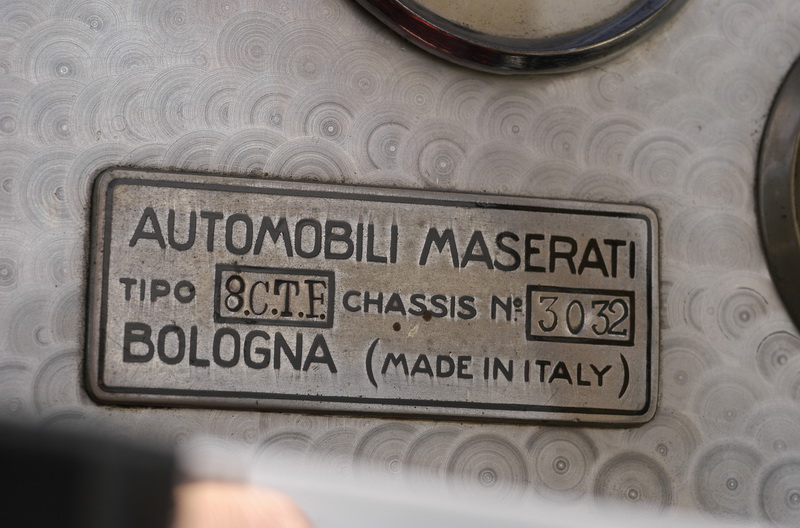 AUTOMOBILI MASERATI
TIPO 8.C.T.F. CHASSIS Nº 3032
BOLOGNA (MADE IN ITALY)